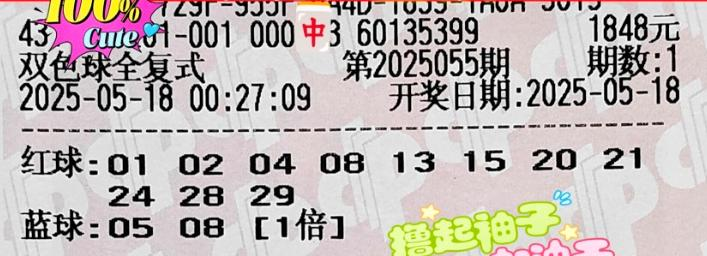 100%
Cute
43 01-001 000 中 3 60135399 1848元
双色球全复式 第2025055期 期数:1
2025-05-18 00:27:09 开奖日期:2025-05-18
红球:01 02 04 08 13 15 20 21
24 28 29
蓝球:05 08 [1倍]
撸起袖子